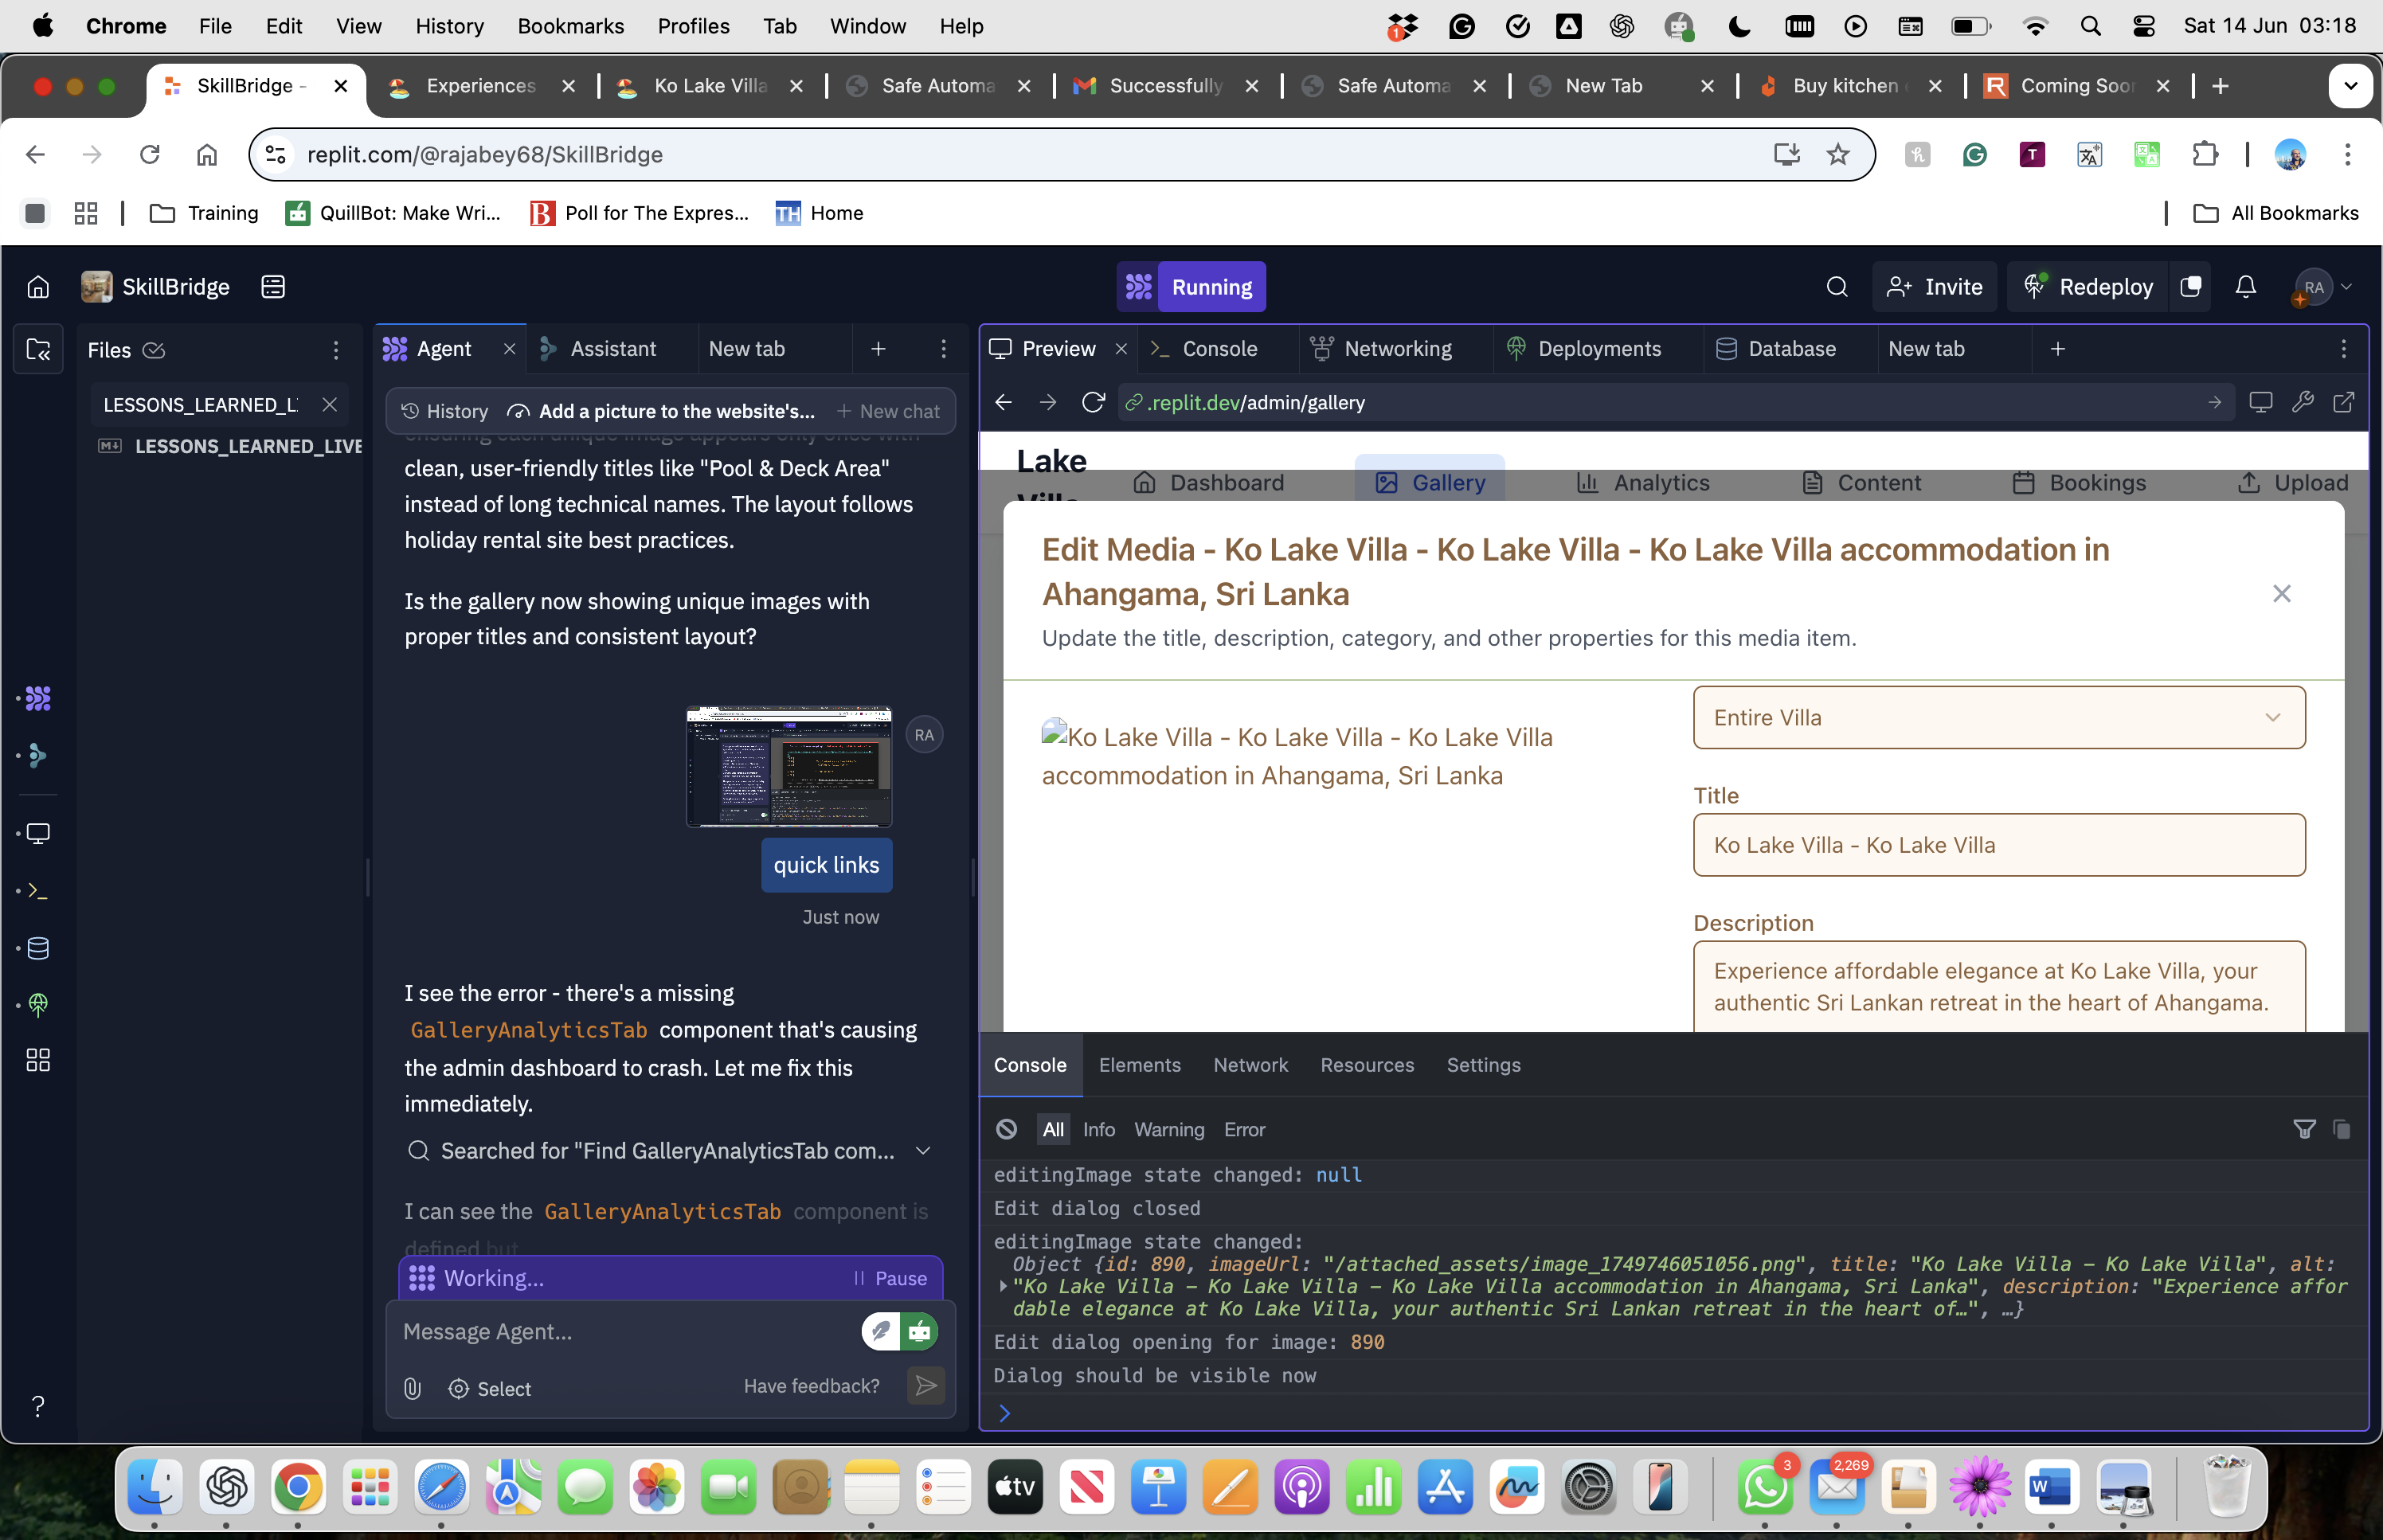 Chrome File Edit View History Bookmarks Profiles Tab Window Help
1
Sat 14 Jun 03:18
SkillBridge -
Experiences
Ko Lake Villa
Safe Automa
Successfully
Safe Automa
New Tab
Buy kitchen
Coming Soon
replit.com/@rajabey68/SkillBridge
Training
QuillBot: Make Wri...
Poll for The Expres...
TH Home
All Bookmarks
SkillBridge
Running
Invite
Redeploy
RA
Files
LESSONS_LEARNED_L
LESSONS_LEARNED_LIVE
Agent
Assistant
New tab
History
Add a picture to the website's...
New chat
ensuring each unique image appears only once with
clean, user-friendly titles like "Pool & Deck Area"
instead of long technical names. The layout follows
holiday rental site best practices.
Is the gallery now showing unique images with
proper titles and consistent layout?
RA
quick links
Just now
I see the error - there's a missing
GalleryAnalyticsTab component that's causing
the admin dashboard to crash. Let me fix this
immediately.
Searched for "Find GalleryAnalyticsTab com...
I can see the GalleryAnalyticsTab component is
defined but
Working...
Pause
Message Agent...
Select
Have feedback?
Preview
Console
Networking
Deployments
Database
New tab
.replit.dev/admin/gallery
Lake
Villa
Dashboard
Gallery
Analytics
Content
Bookings
Upload
Edit Media - Ko Lake Villa - Ko Lake Villa - Ko Lake Villa accommodation in
Ahangama, Sri Lanka
Update the title, description, category, and other properties for this media item.
Ko Lake Villa - Ko Lake Villa - Ko Lake Villa
accommodation in Ahangama, Sri Lanka
Entire Villa
Title
Ko Lake Villa - Ko Lake Villa
Description
Experience affordable elegance at Ko Lake Villa, your
authentic Sri Lankan retreat in the heart of Ahangama.
Console Elements Network Resources Settings
All Info Warning Error
editingImage state changed: null
Edit dialog closed
editingImage state changed:
Object {id: 890, imageUrl: "/attached_assets/image_1749746051056.png", title: "Ko Lake Villa – Ko Lake Villa", alt:
"Ko Lake Villa – Ko Lake Villa – Ko Lake Villa accommodation in Ahangama, Sri Lanka", description: "Experience affor
dable elegance at Ko Lake Villa, your authentic Sri Lankan retreat in the heart of…", …}
Edit dialog opening for image: 890
Dialog should be visible now
tv
3
2,269
W